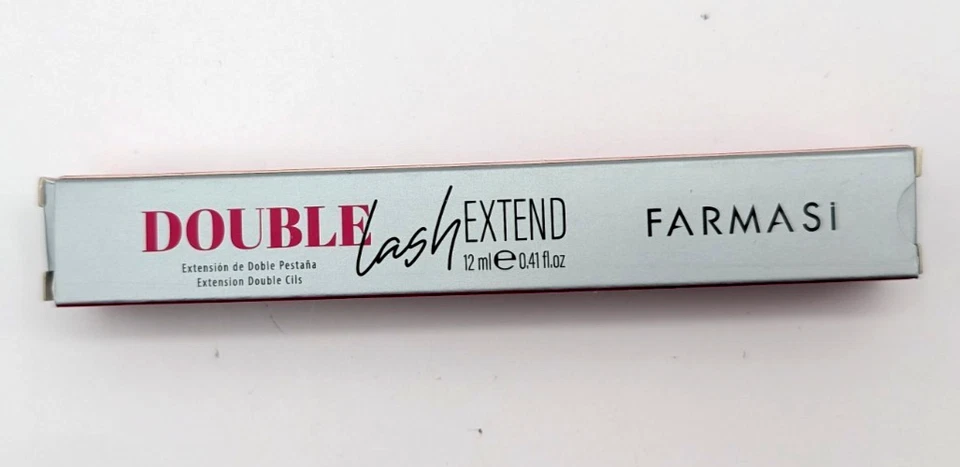 DOUBLE lash EXTEND
12 ml e 0.41 fl.oz
Extensión de Doble Pestaña
Extension Double Cils
FARMASi